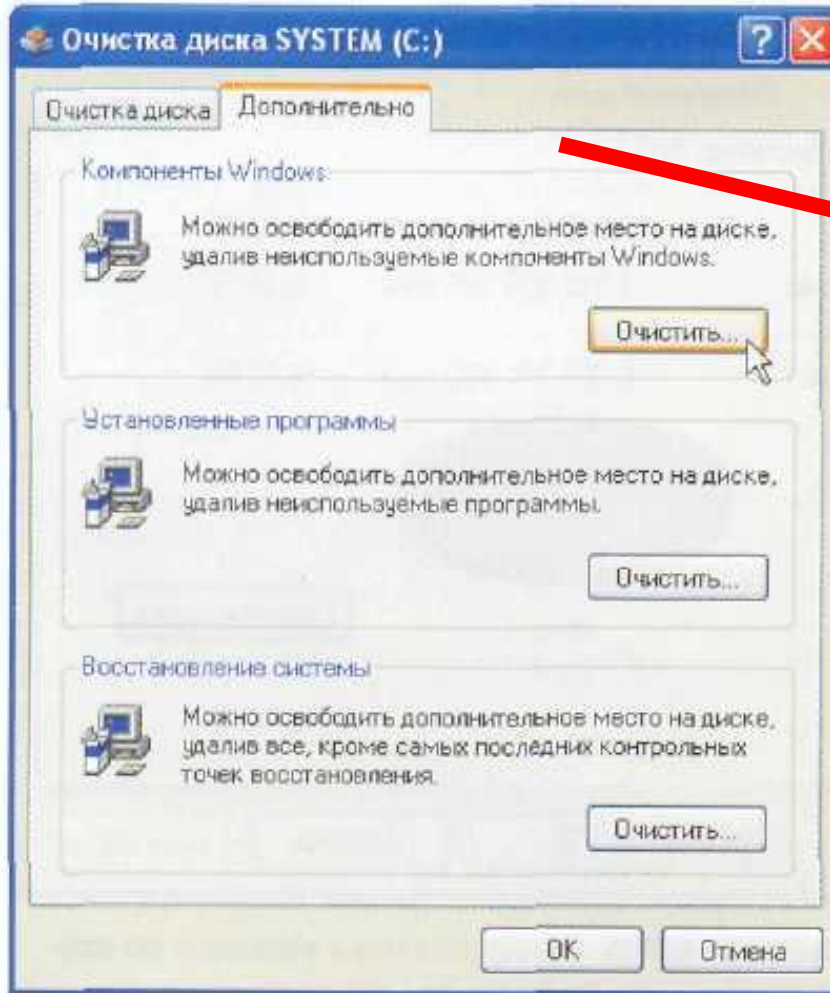 Очистка диска SYSTEM (C:)
Очистка диска Дополнительно
Компоненты Windows
Можно освободить дополнительное место на диске,
удалив неиспользуемые компоненты Windows.
Очистить...
Установленные программы
Можно освободить дополнительное место на диске,
удалив неиспользуемые программы.
Очистить...
Восстановление системы
Можно освободить дополнительное место на диске,
удалив все, кроме самых последних контрольных
точек восстановления.
Очистить...
OK Отмена